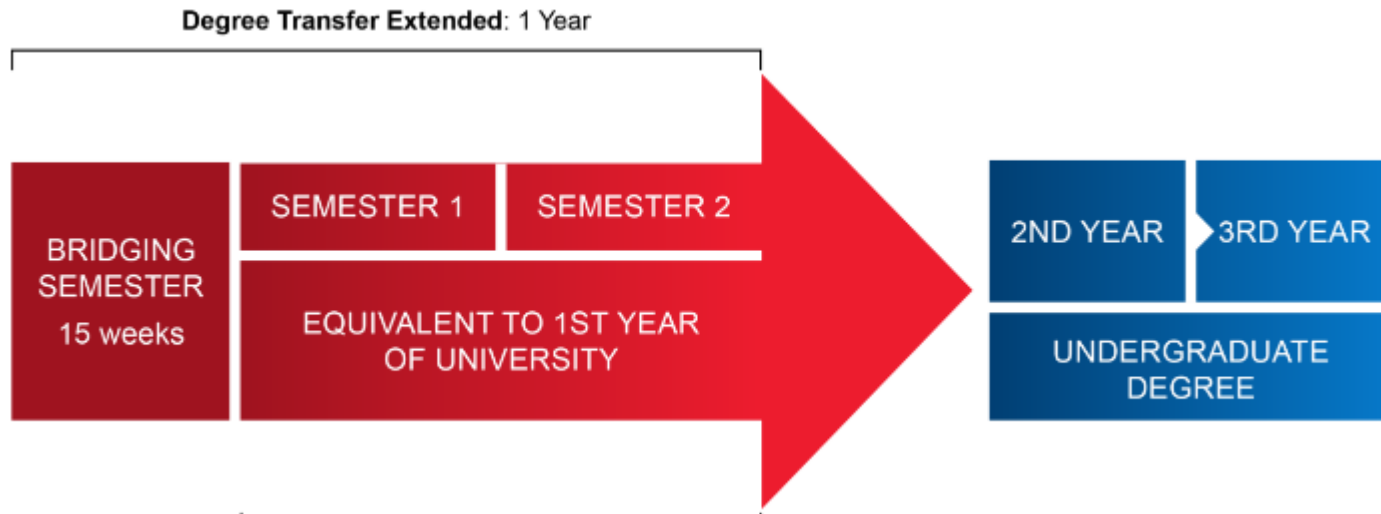 Degree Transfer Extended: 1 Year
BRIDGING
SEMESTER
15 weeks
SEMESTER 1
SEMESTER 2
EQUIVALENT TO 1ST YEAR
OF UNIVERSITY
2ND YEAR
3RD YEAR
UNDERGRADUATE
DEGREE